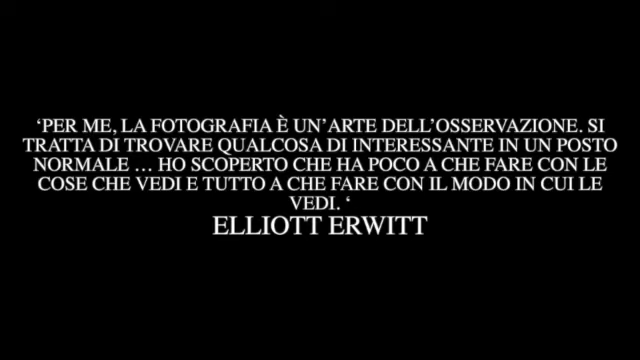 ‘PER ME, LA FOTOGRAFIA È UN’ARTE DELL’OSSERVAZIONE. SI
TRATTA DI TROVARE QUALCOSA DI INTERESSANTE IN UN POSTO
NORMALE … HO SCOPERTO CHE HA POCO A CHE FARE CON LE
COSE CHE VEDI E TUTTO A CHE FARE CON IL MODO IN CUI LE
VEDI. ‘
ELLIOTT ERWITT